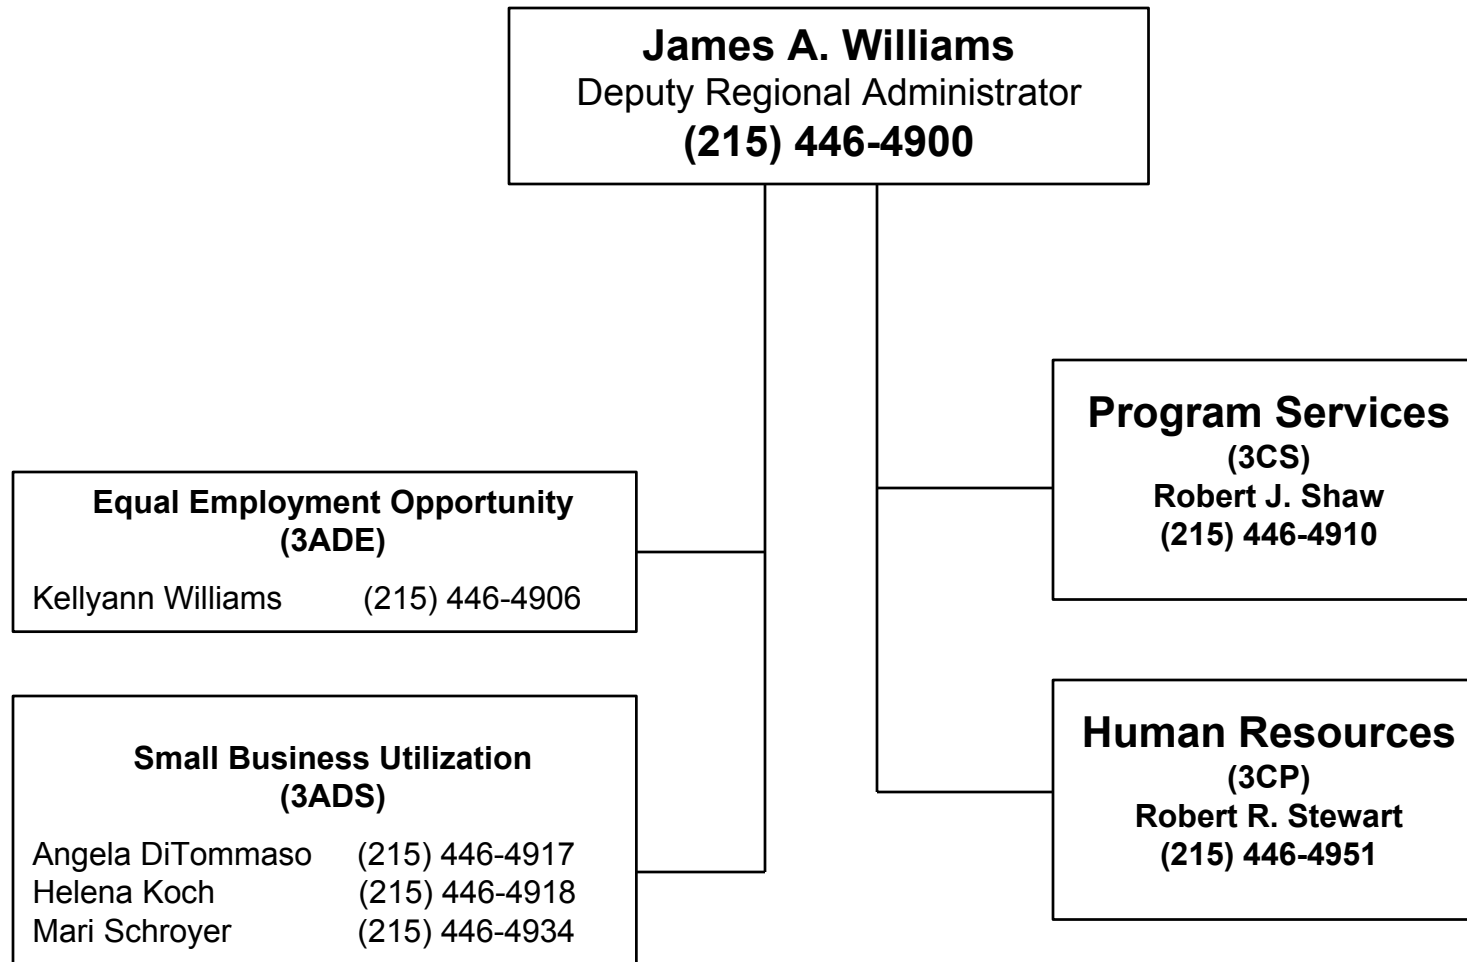 James A. Williams
Deputy Regional Administrator
(215) 446-4900
Equal Employment Opportunity
(3ADE)
Kellyann Williams (215) 446-4906
Small Business Utilization
(3ADS)
Angela DiTommaso (215) 446-4917
Helena Koch (215) 446-4918
Mari Schroyer (215) 446-4934
Program Services
(3CS)
Robert J. Shaw
(215) 446-4910
Human Resources
(3CP)
Robert R. Stewart
(215) 446-4951